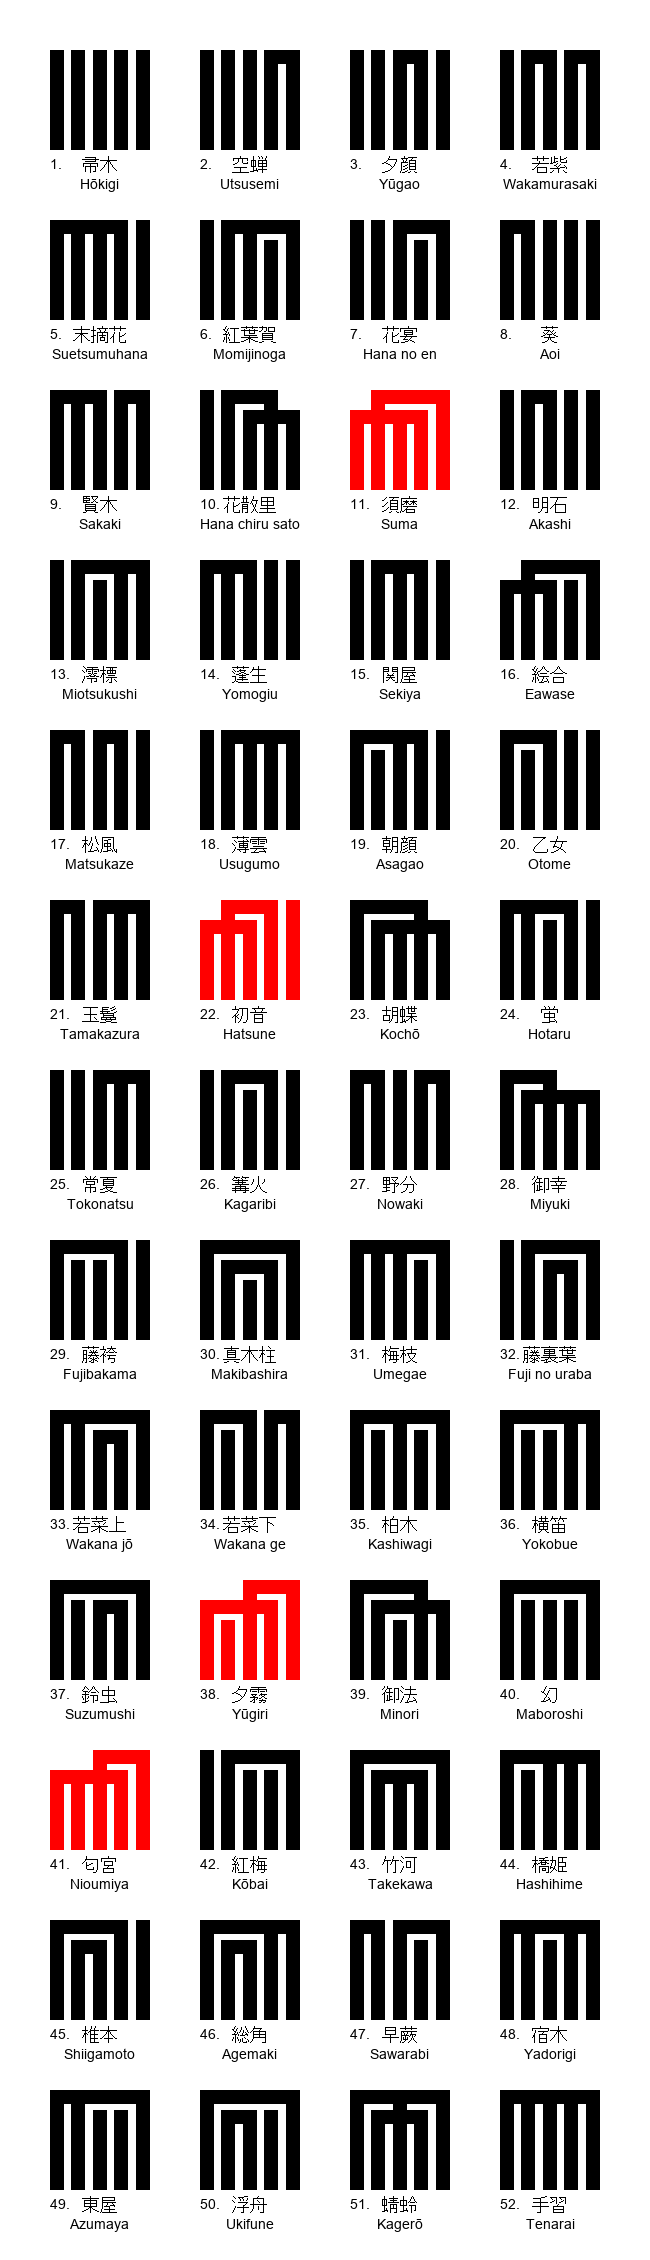 1. 帚木
Hōkigi
2. 空蝉
Utsusemi
3. 夕顔
Yūgao
4. 若紫
Wakamurasaki
5. 末摘花
Suetsumuhana
6. 紅葉賀
Momijinoga
7. 花宴
Hana no en
8. 葵
Aoi
9. 賢木
Sakaki
10. 花散里
Hana chiru sato
11. 須磨
Suma
12. 明石
Akashi
13. 澪標
Miotsukushi
14. 蓬生
Yomogiu
15. 関屋
Sekiya
16. 絵合
Eawase
17. 松風
Matsukaze
18. 薄雲
Usugumo
19. 朝顔
Asagao
20. 乙女
Otome
21. 玉鬘
Tamakazura
22. 初音
Hatsune
23. 胡蝶
Kochō
24. 蛍
Hotaru
25. 常夏
Tokonatsu
26. 篝火
Kagaribi
27. 野分
Nowaki
28. 御幸
Miyuki
29. 藤袴
Fujibakama
30. 真木柱
Makibashira
31. 梅枝
Umegae
32. 藤裏葉
Fuji no uraba
33. 若菜上
Wakana jō
34. 若菜下
Wakana ge
35. 柏木
Kashiwagi
36. 横笛
Yokobue
37. 鈴虫
Suzumushi
38. 夕霧
Yūgiri
39. 御法
Minori
40. 幻
Maboroshi
41. 匂宮
Nioumiya
42. 紅梅
Kōbai
43. 竹河
Takekawa
44. 橋姫
Hashihime
45. 椎本
Shiigamoto
46. 総角
Agemaki
47. 早蕨
Sawarabi
48. 宿木
Yadorigi
49. 東屋
Azumaya
50. 浮舟
Ukifune
51. 蜻蛉
Kagerō
52. 手習
Tenarai